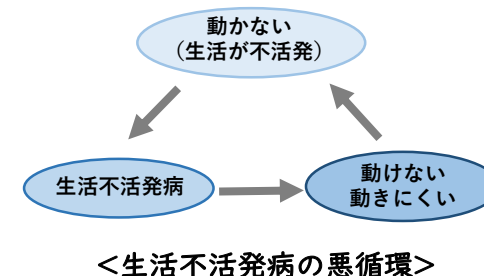 動かない
（生活が不活発）
生活不活発病
動けない
動きにくい
<生活不活発病の悪循環>